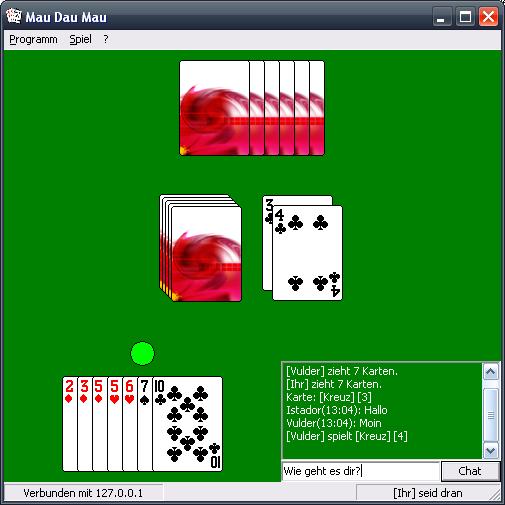 Mau Dau Mau
Programm Spiel ?
3
4
4
2 3 5 5 6 7 10
10
[Vulder] zieht 7 Karten.
[Ihr] zieht 7 Karten.
Karte: [Kreuz] [3]
Istador(13:04): Hallo
Vulder(13:04): Moin
[Vulder] spielt [Kreuz] [4]
Wie geht es dir?
Chat
Verbunden mit 127.0.0.1
[Ihr] seid dran